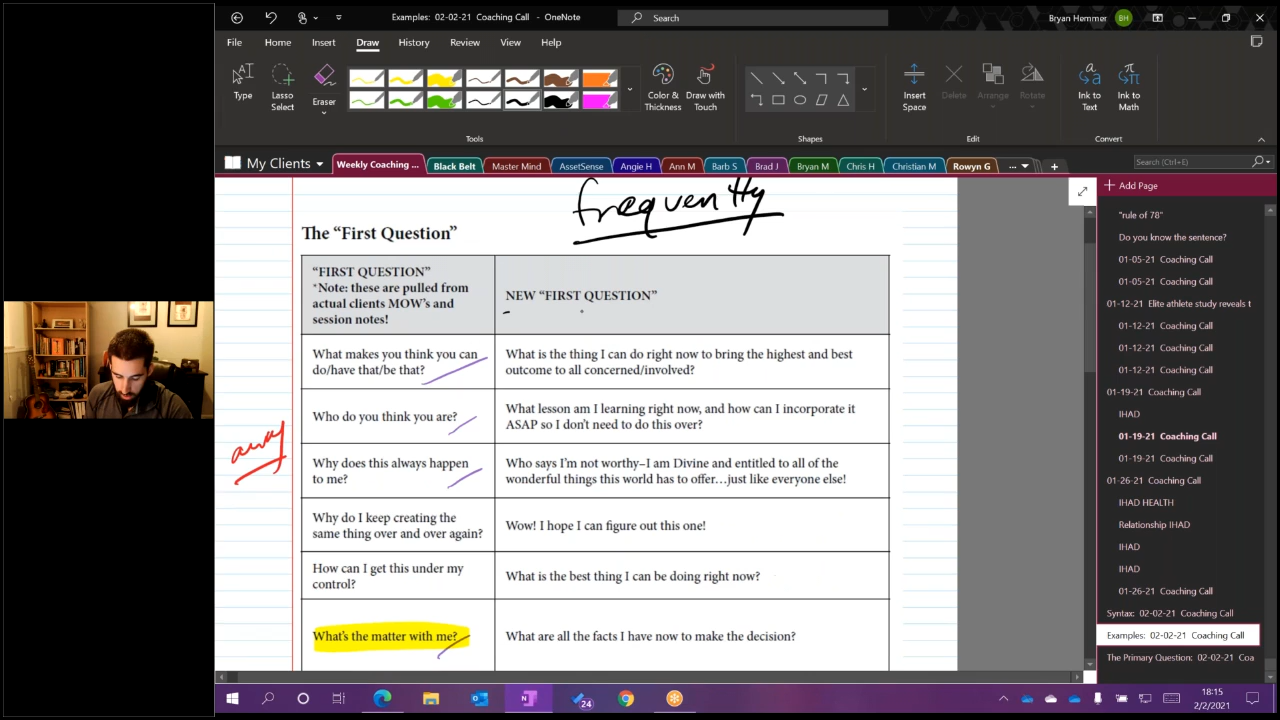 Examples: 02-02-21 Coaching Call - OneNote
Search
Bryan Hemmer
BH
File
Home
Insert
Draw
History
Review
View
Help
Type
Lasso
Select
Eraser
Color &
Thickness
Draw with
Touch
Insert
Space
Delete
Arrange
Rotate
Ink to
Text
Ink to
Math
Tools
Shapes
Edit
Convert
My Clients
Weekly Coaching ...
Black Belt
Master Mind
AssetSense
Angie H
Ann M
Barb S
Brad J
Bryan M
Chris H
Christian M
Rowyn G
...
Search (Ctrl+E)
frequently
The “First Question”
“FIRST QUESTION”
*Note: these are pulled from
actual clients MOW's and
session notes!
NEW “FIRST QUESTION”
What makes you think you can
do/have that/be that?
What is the thing I can do right now to bring the highest and best
outcome to all concerned/involved?
Who do you think you are?
What lesson am I learning right now, and how can I incorporate it
ASAP so I don't need to do this over?
away
Why does this always happen
to me?
Who says I'm not worthy–I am Divine and entitled to all of the
wonderful things this world has to offer…just like everyone else!
Why do I keep creating the
same thing over and over again?
Wow! I hope I can figure out this one!
How can I get this under my
control?
What is the best thing I can be doing right now?
What's the matter with me?
What are all the facts I have now to make the decision?
Add Page
"rule of 78"
Do you know the sentence?
01-05-21 Coaching Call
01-05-21 Coaching Call
01-12-21 Elite athlete study reveals t
01-12-21 Coaching Call
01-12-21 Coaching Call
01-12-21 Coaching Call
01-19-21 Coaching Call
IHAD
01-19-21 Coaching Call
01-19-21 Coaching Call
01-26-21 Coaching Call
IHAD HEALTH
Relationship IHAD
IHAD
IHAD
01-26-21 Coaching Call
Syntax: 02-02-21 Coaching Call
Examples: 02-02-21 Coaching Call
The Primary Question: 02-02-21 Coa
24
18:15
2/2/2021